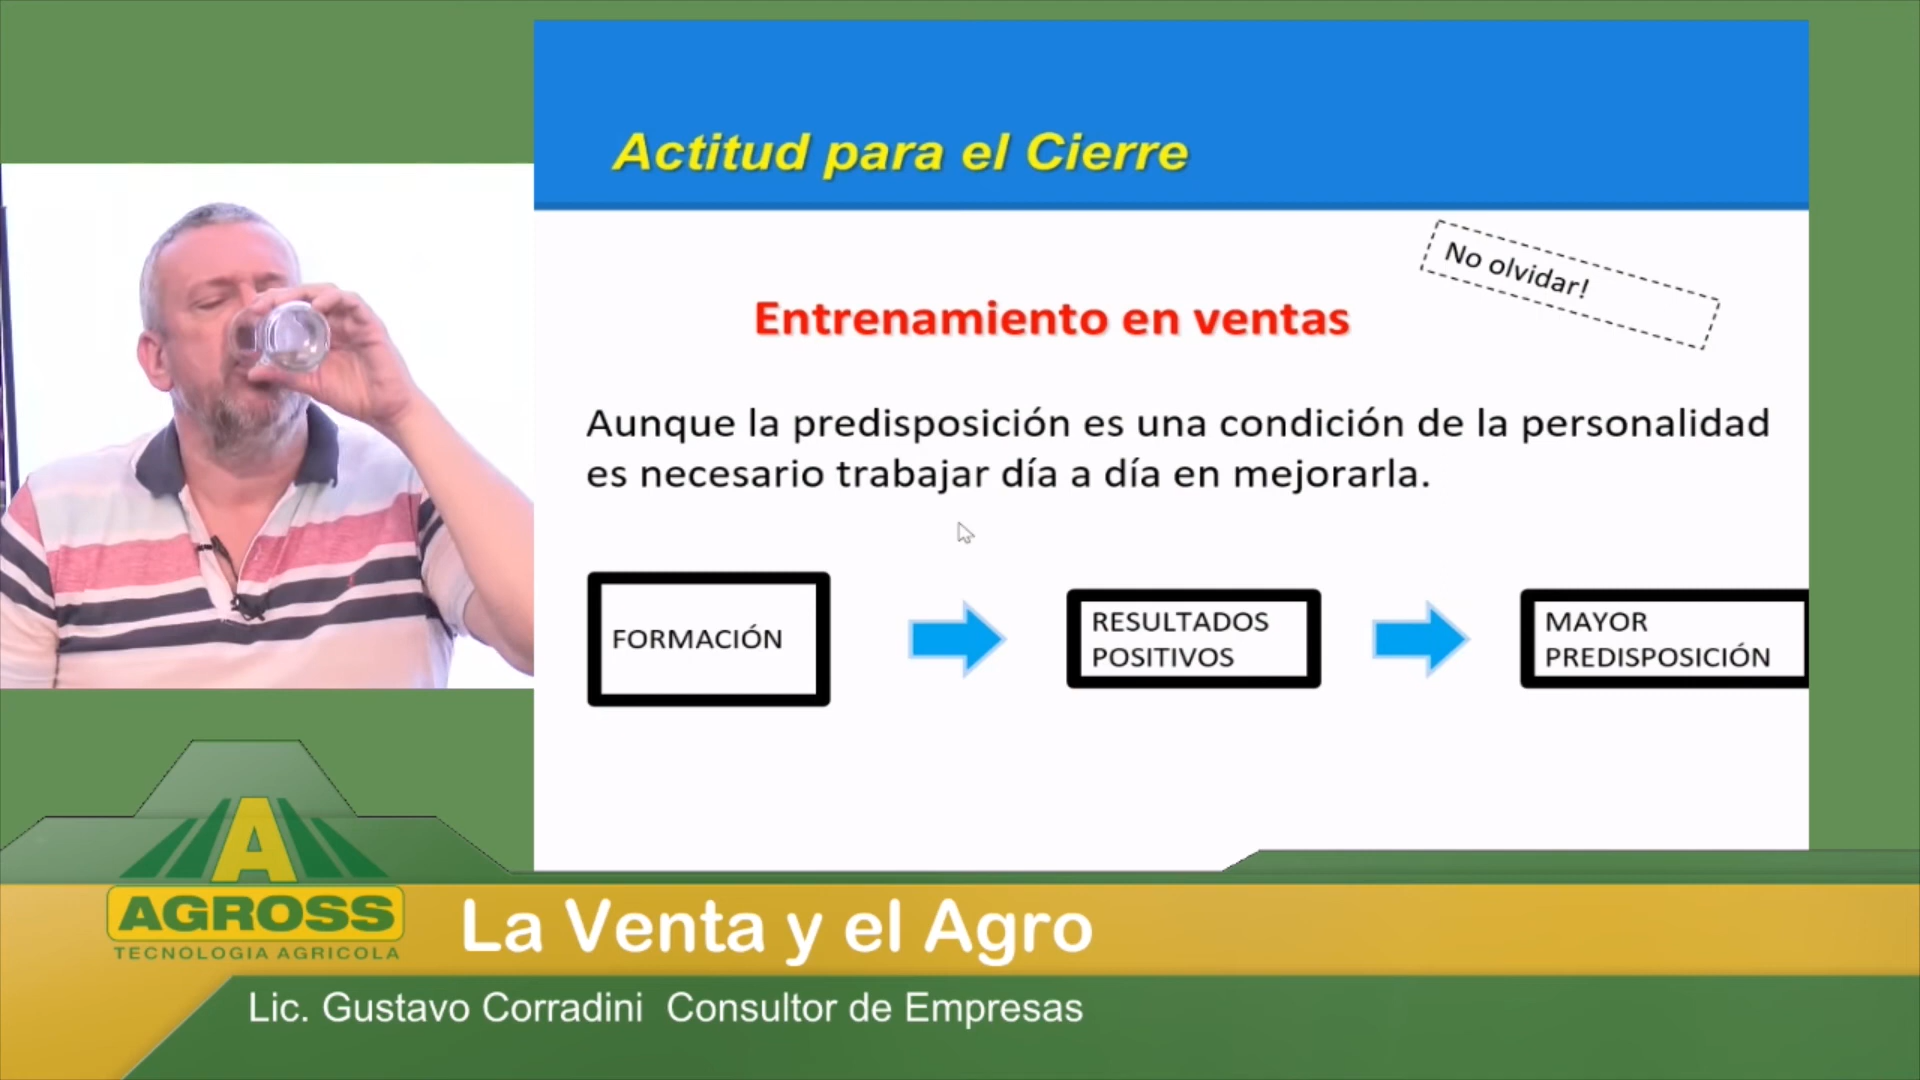 Actitud para el Cierre
No olvidar!
Entrenamiento en ventas
Aunque la predisposición es una condición de la personalidad
es necesario trabajar día a día en mejorarla.
FORMACIÓN
RESULTADOS
POSITIVOS
MAYOR
PREDISPOSICIÓN
A
AGROSS
TECNOLOGIA AGRICOLA
La Venta y el Agro
Lic. Gustavo Corradini  Consultor de Empresas